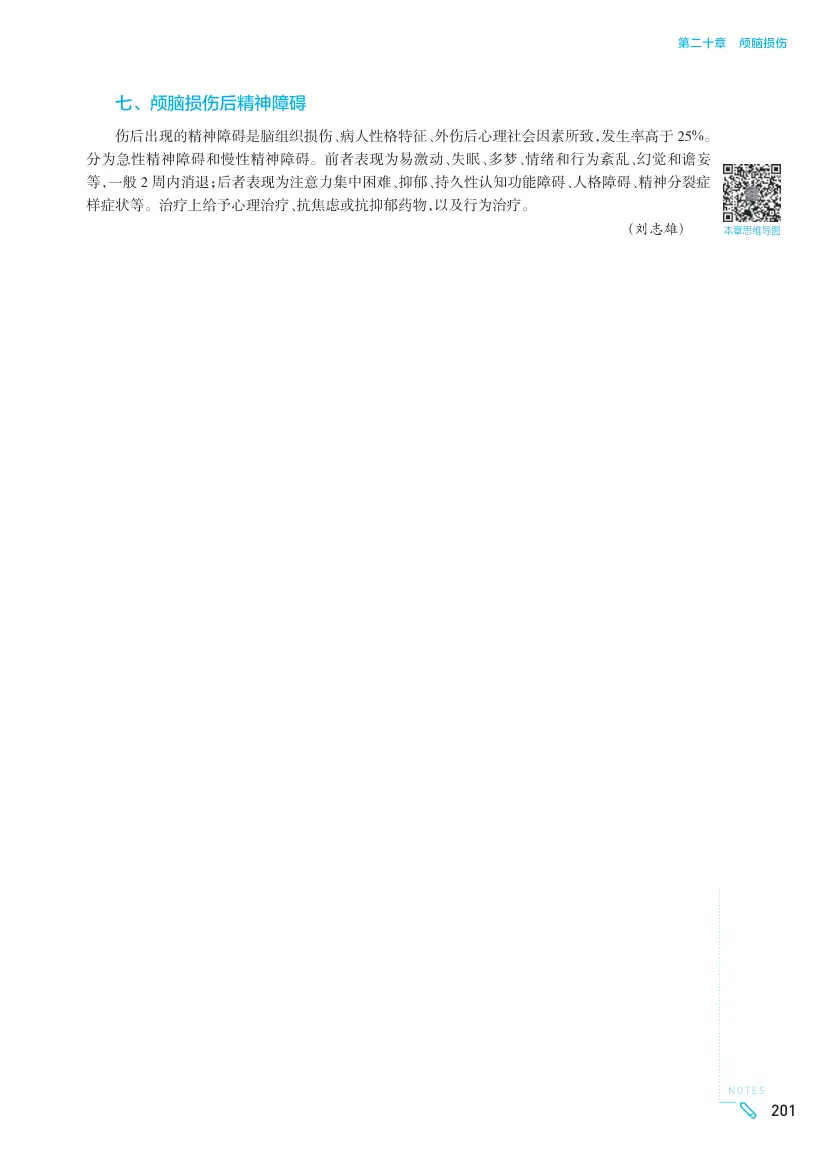 第二十章　颅脑损伤
七、颅脑损伤后精神障碍
伤后出现的精神障碍是脑组织损伤、病人性格特征、外伤后心理社会因素所致，发生率高于 25%。
分为急性精神障碍和慢性精神障碍。前者表现为易激动、失眠、多梦、情绪和行为紊乱、幻觉和谵妄
等，一般 2 周内消退；后者表现为注意力集中困难、抑郁、持久性认知功能障碍、人格障碍、精神分裂症
样症状等。治疗上给予心理治疗、抗焦虑或抗抑郁药物，以及行为治疗。
（刘志雄）
本章思维导图
NOTES
201